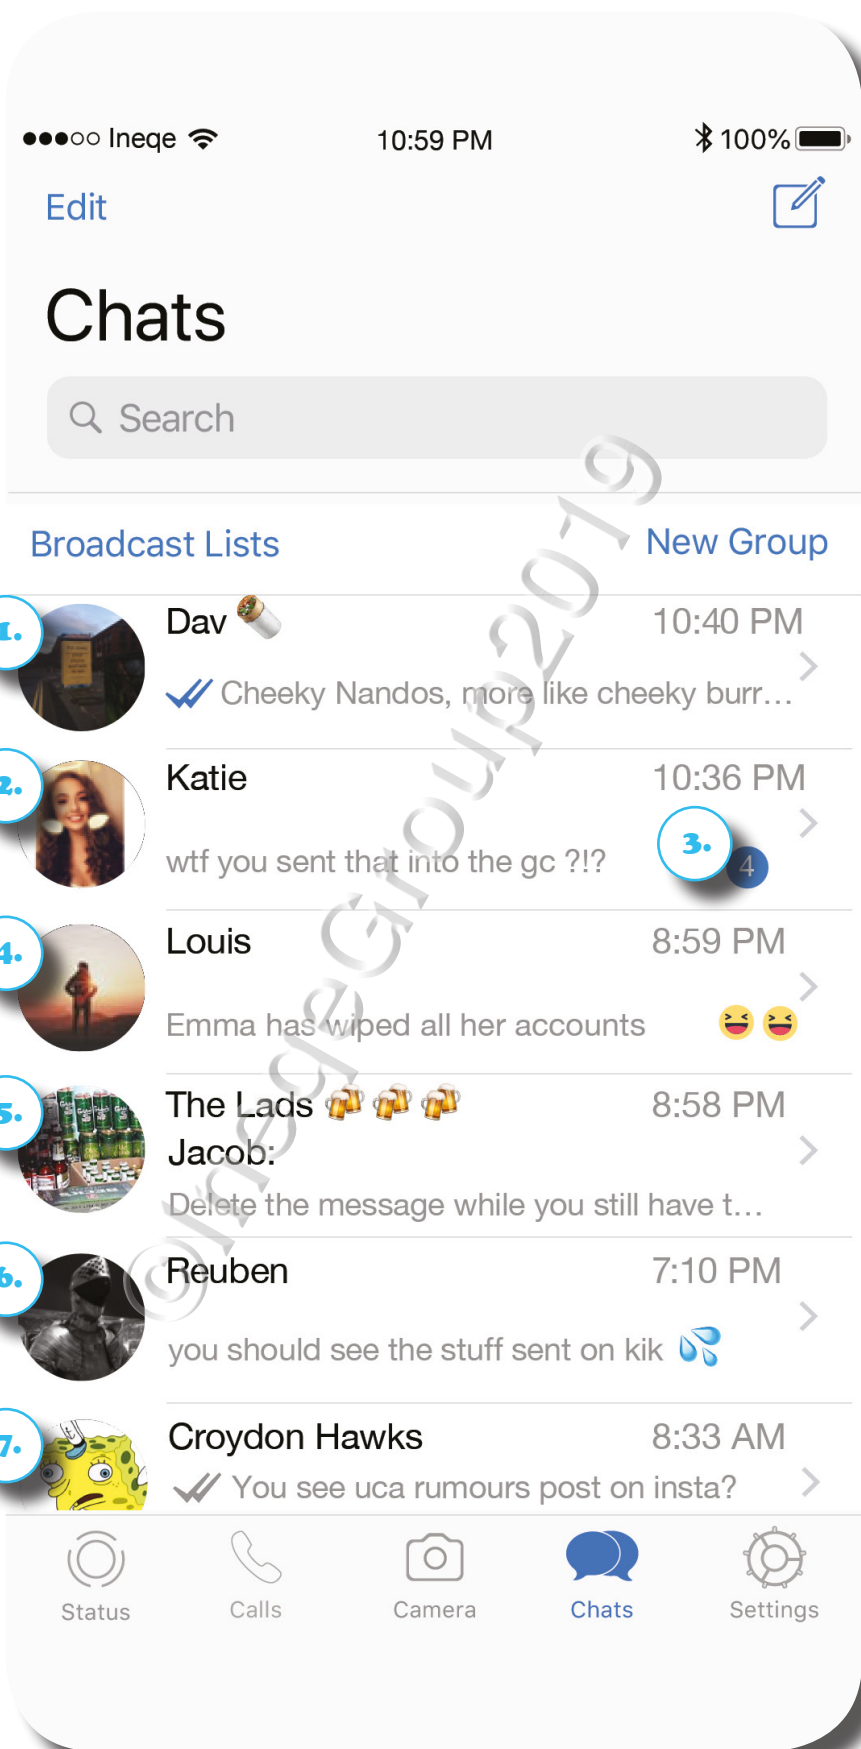 Ineqe 10:59 PM 100%
Edit
Chats
Search
Broadcast Lists New Group
1.
Dav 🌯 10:40 PM
Cheeky Nandos, more like cheeky burr...
2.
Katie 10:36 PM
3.
wtf you sent that into the gc ?!? 4
4.
Louis 8:59 PM
Emma has wiped all her accounts 😆😆
5.
The Lads 🍻🍻🍻 8:58 PM
Jacob:
Delete the message while you still have t...
6.
Reuben 7:10 PM
you should see the stuff sent on kik 💦
7.
Croydon Hawks 8:33 AM
You see uca rumours post on insta?
Status Calls Camera Chats Settings
©IneqeGroup2019